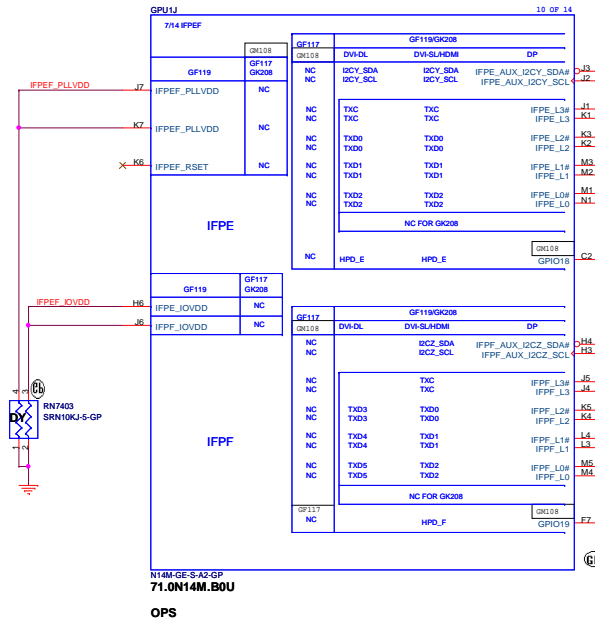 GPU1J 10 OF 14
7/14 IFPEF
GM108 GF117 GF119/GK208
GF119 GF117 GK208 GM108 DVI-DL DVI-SL/HDMI DP
NC I2CY_SDA I2CY_SDA IFPE_AUX_I2CY_SDA# J3
NC I2CY_SCL I2CY_SCL IFPE_AUX_I2CY_SCL J2
IFPEF_PLLVDD J7 IFPEF_PLLVDD NC
NC TXC TXC IFPE_L3# J1
NC TXC TXC IFPE_L3 K1
K7 IFPEF_PLLVDD NC
NC TXD0 TXD0 IFPE_L2# K3
NC TXD0 TXD0 IFPE_L2 K2
K6 IFPEF_RSET NC
NC TXD1 TXD1 IFPE_L1# M3
NC TXD1 TXD1 IFPE_L1 M2
NC TXD2 TXD2 IFPE_L0# M1
NC TXD2 TXD2 IFPE_L0 N1
IFPE
NC FOR GK208
GM108
NC HPD_E HPD_E GPIO18 C2
GF119 GF117 GK208
IFPEF_IOVDD H6 IFPE_IOVDD NC
J6 IFPF_IOVDD NC
GF117 GF119/GK208
GM108 DVI-DL DVI-SL/HDMI DP
NC I2CZ_SDA IFPF_AUX_I2CZ_SDA# H4
NC I2CZ_SCL IFPF_AUX_I2CZ_SCL H3
NC TXC IFPF_L3# J5
NC TXC IFPF_L3 J4
NC TXD3 TXD0 IFPF_L2# K5
NC TXD3 TXD0 IFPF_L2 K4
NC TXD4 TXD1 IFPF_L1# L4
NC TXD4 TXD1 IFPF_L1 L3
NC TXD5 TXD2 IFPF_L0# M5
NC TXD5 TXD2 IFPF_L0 M4
IFPF
NC FOR GK208
GF117 GM108
NC HPD_F GPIO19 F7
4 3
DY RN7403
SRN10KJ-5-GP
1 2
N14M-GE-S-A2-GP
71.0N14M.B0U
OPS